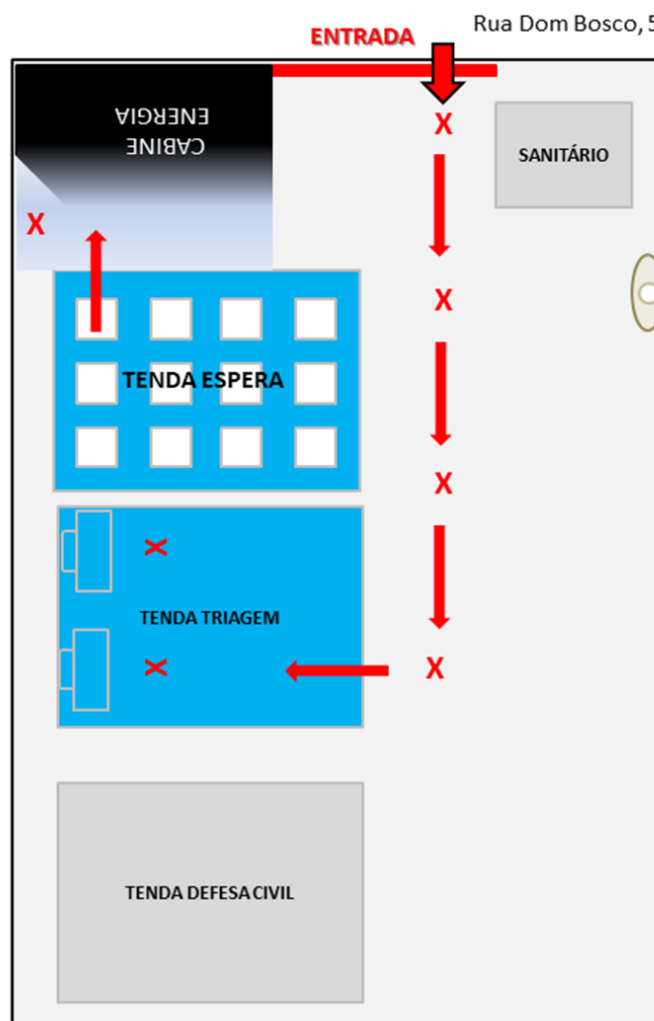 Rua Dom Bosco, 5
ENTRADA
CABINE
ENERGIA
X
SANITÁRIO
X
X
TENDA ESPERA
X
X
TENDA TRIAGEM
X
X
TENDA DEFESA CIVIL